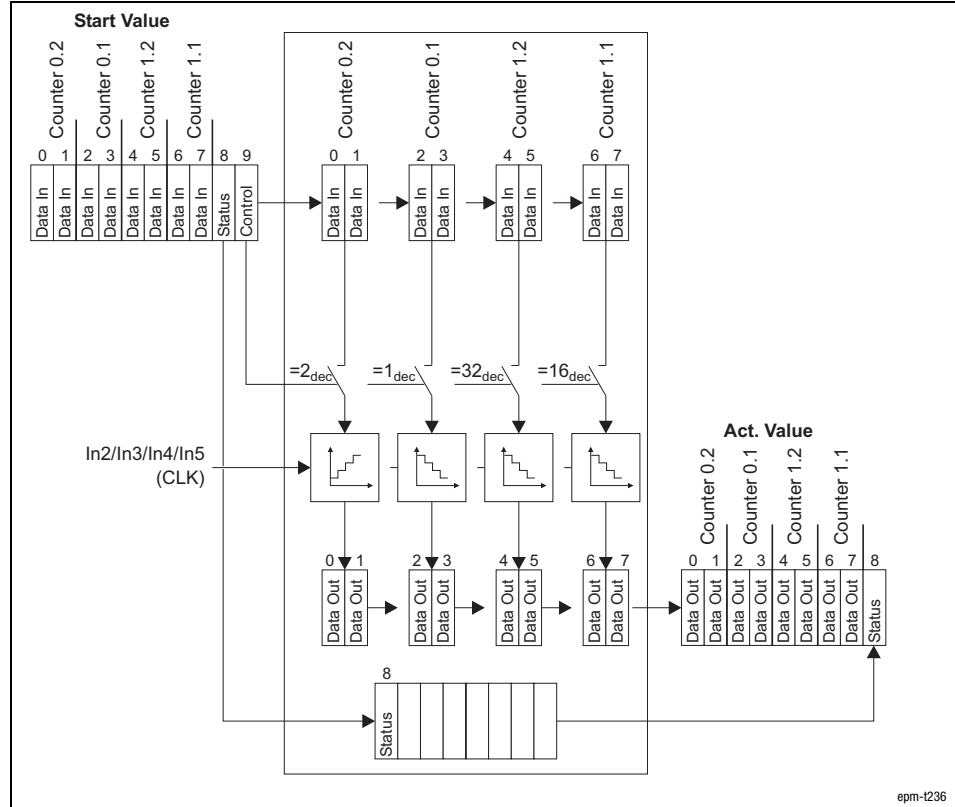 Start Value
Counter 0.2
Counter 0.1
Counter 1.2
Counter 1.1
0 1 2 3 4 5 6 7 8 9
Data In
Data In
Data In
Data In
Data In
Data In
Data In
Data In
Status
Control
Counter 0.2
Counter 0.1
Counter 1.2
Counter 1.1
0 1 2 3 4 5 6 7
Data In
Data In
Data In
Data In
Data In
Data In
Data In
Data In
=2dec =1dec =32dec =16dec
In2/In3/In4/In5
(CLK)
0 1 2 3 4 5 6 7
Data Out
Data Out
Data Out
Data Out
Data Out
Data Out
Data Out
Data Out
Act. Value
Counter 0.2
Counter 0.1
Counter 1.2
Counter 1.1
0 1 2 3 4 5 6 7 8
Data Out
Data Out
Data Out
Data Out
Data Out
Data Out
Data Out
Data Out
Status
8
Status
epm-t236